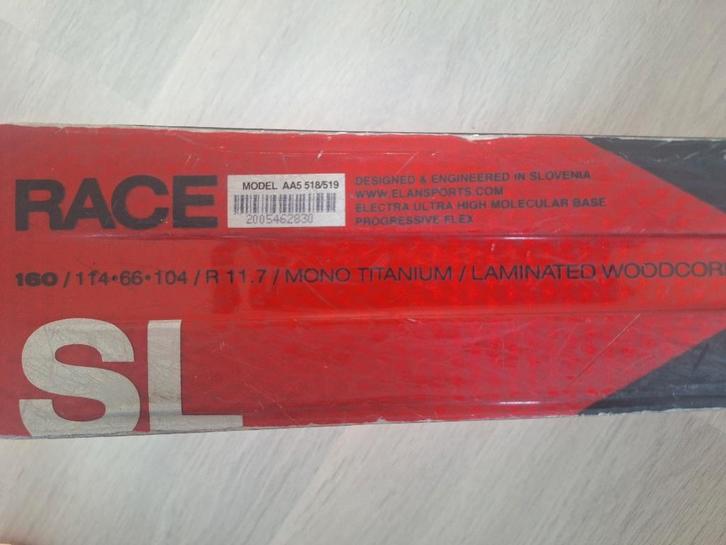 RACE
MODEL AA5 518/519
2005462830
DESIGNED & ENGINEERED IN SLOVENIA
WWW.ELANSPORTS.COM
ELECTRA ULTRA HIGH MOLECULAR BASE
PROGRESSIVE FLEX
160 / 114•66•104 / R 11.7 / MONO TITANIUM / LAMINATED WOODCOR
SL